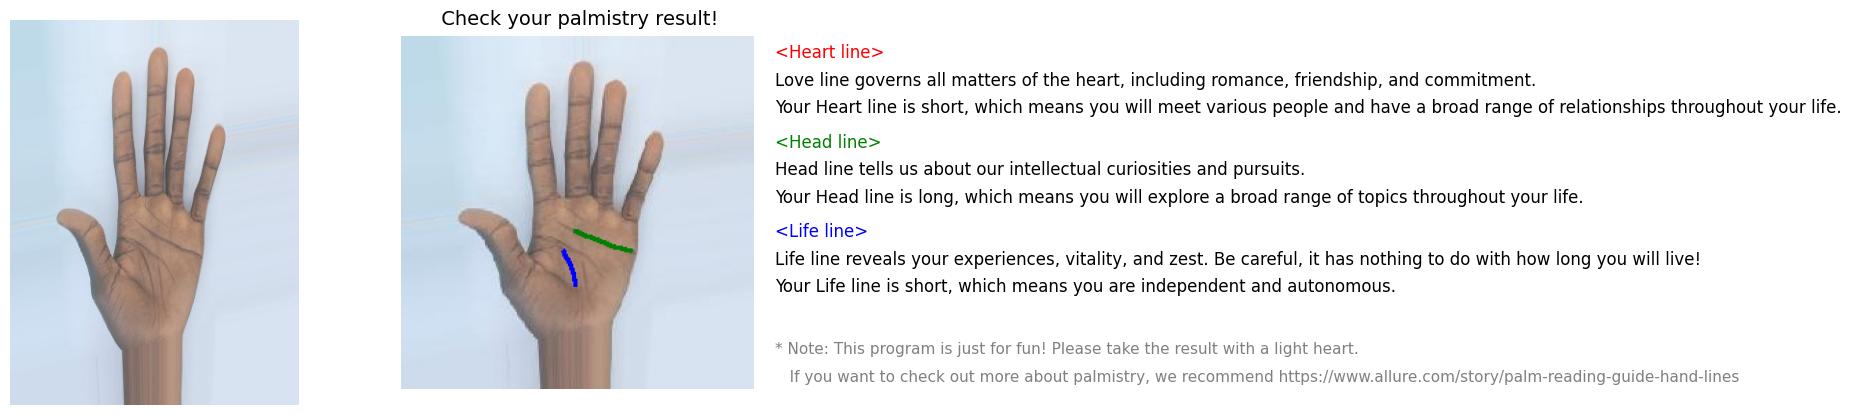 Check your palmistry result!
<Heart line>
Love line governs all matters of the heart, including romance, friendship, and commitment.
Your Heart line is short, which means you will meet various people and have a broad range of relationships throughout your life.
<Head line>
Head line tells us about our intellectual curiosities and pursuits.
Your Head line is long, which means you will explore a broad range of topics throughout your life.
<Life line>
Life line reveals your experiences, vitality, and zest. Be careful, it has nothing to do with how long you will live!
Your Life line is short, which means you are independent and autonomous.
* Note: This program is just for fun! Please take the result with a light heart.
If you want to check out more about palmistry, we recommend https://www.allure.com/story/palm-reading-guide-hand-lines